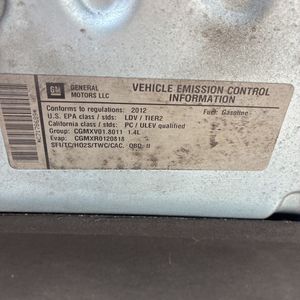 GM
GENERAL MOTORS LLC
VEHICLE EMISSION CONTROL INFORMATION
Conforms to regulations: 2012
Fuel: Gasoline
U.S. EPA class / stds: LDV / TIER2
California class / stds: PC / ULEV qualified
Group: CGMXV01.8011 1.4L
Evap: CGMXR0120818
SFI/TC/HO2S/TWC/CAC. OBD: II